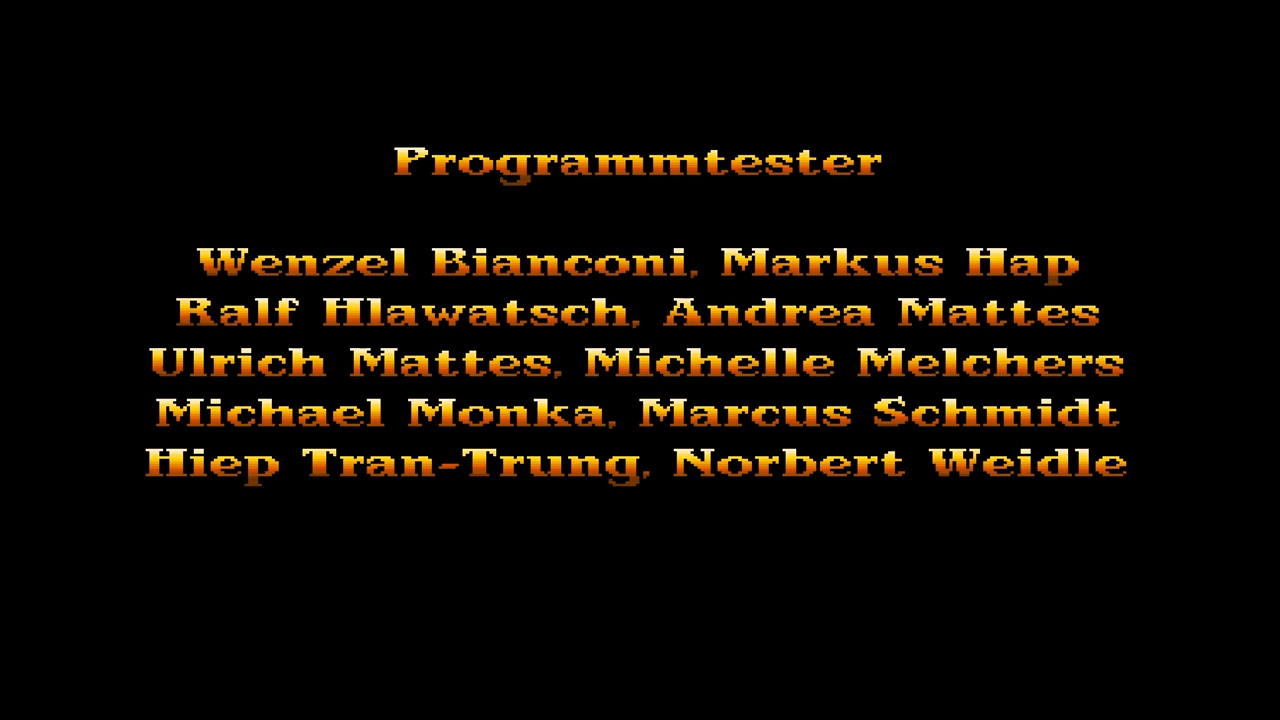 Programmtester
Wenzel Bianconi, Markus Hap
Ralf Hlawatsch, Andrea Mattes
Ulrich Mattes, Michelle Melchers
Michael Monka, Marcus Schmidt
Hiep Tran-Trung, Norbert Weidle